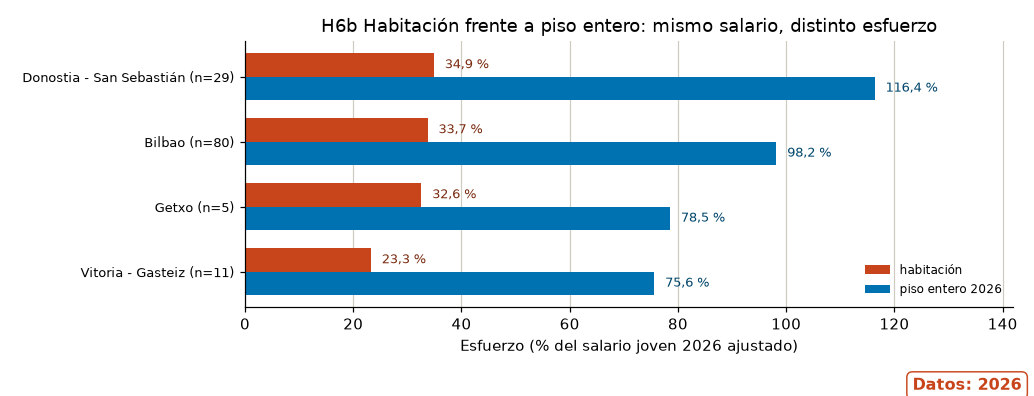 H6b Habitación frente a piso entero: mismo salario, distinto esfuerzo
Donostia - San Sebastián (n=29)
34,9 %
116,4 %
Bilbao (n=80)
33,7 %
98,2 %
Getxo (n=5)
32,6 %
78,5 %
Vitoria - Gasteiz (n=11)
23,3 %
75,6 %
habitación
piso entero 2026
0 20 40 60 80 100 120 140
Esfuerzo (% del salario joven 2026 ajustado)
Datos: 2026